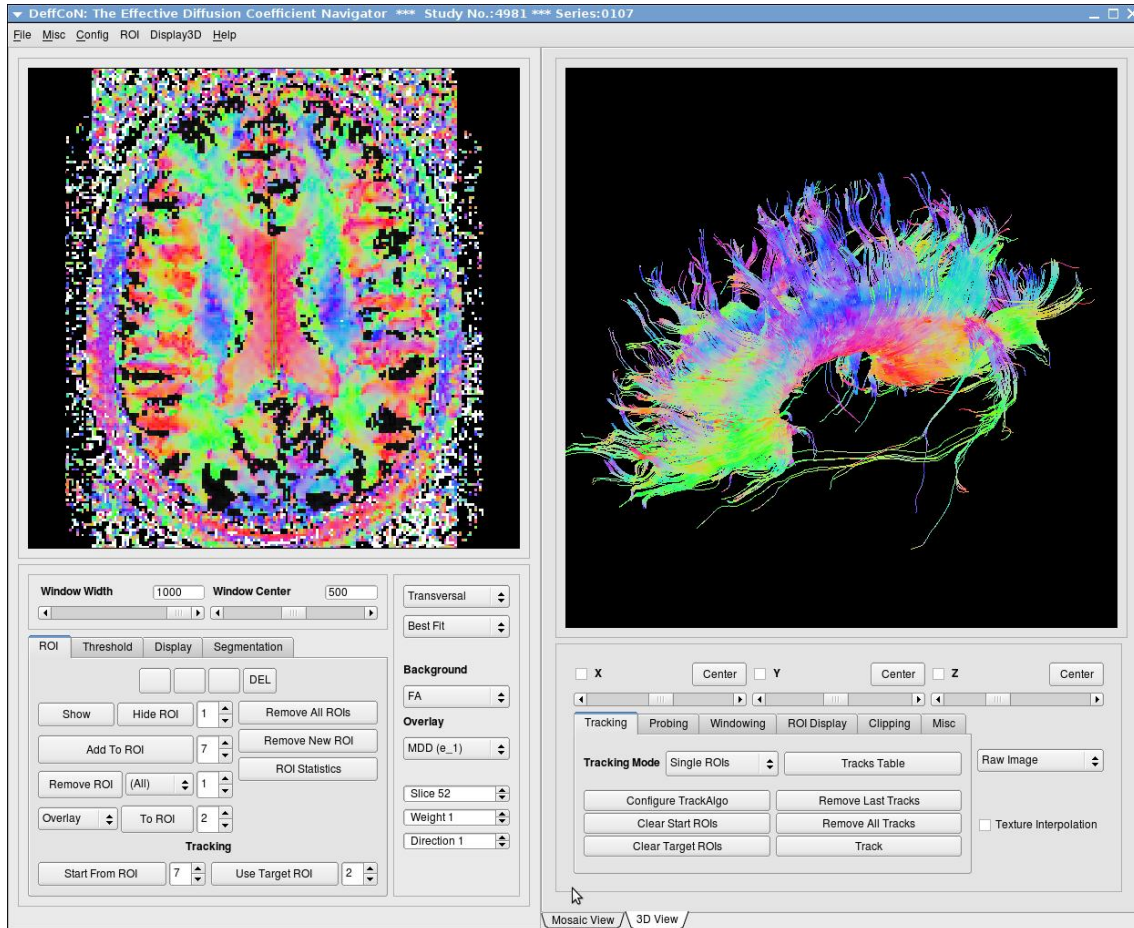 DeffCoN: The Effective Diffusion Coefficient Navigator *** Study No.:4981 *** Series:0107
File Misc Config ROI Display3D Help
Window Width 1000 Window Center 500
ROI Threshold Display Segmentation
DEL
Show Hide ROI 1 Remove All ROIs
Add To ROI 7 Remove New ROI
ROI Statistics
Remove ROI (All) 1
Overlay To ROI 2
Tracking
Start From ROI 7 Use Target ROI 2
Transversal
Best Fit
Background
FA
Overlay
MDD (e_1)
Slice 52
Weight 1
Direction 1
X Center Y Center Z Center
Tracking Probing Windowing ROI Display Clipping Misc
Tracking Mode Single ROIs Tracks Table
Configure TrackAlgo Remove Last Tracks
Clear Start ROIs Remove All Tracks
Clear Target ROIs Track
Raw Image
Texture Interpolation
Mosaic View 3D View